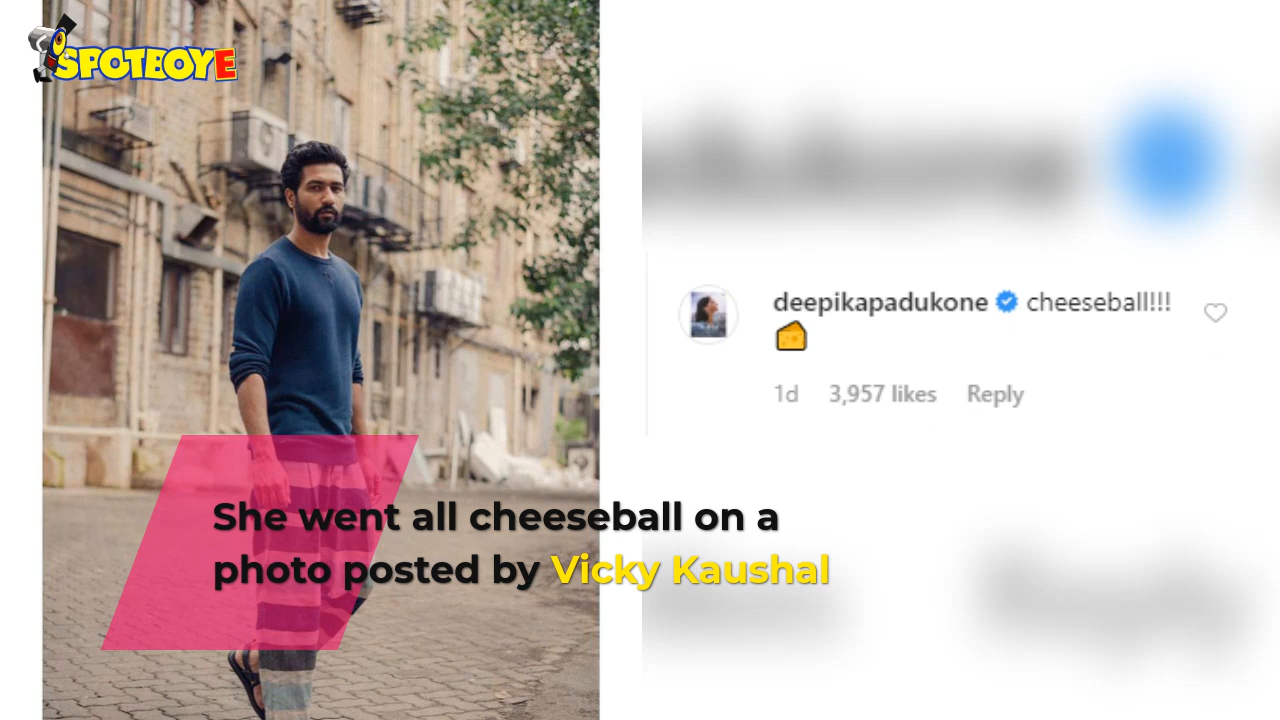 SPOTBOYE
deepikapadukone cheeseball!!!
1d 3,957 likes Reply
She went all cheeseball on a
photo posted by Vicky Kaushal